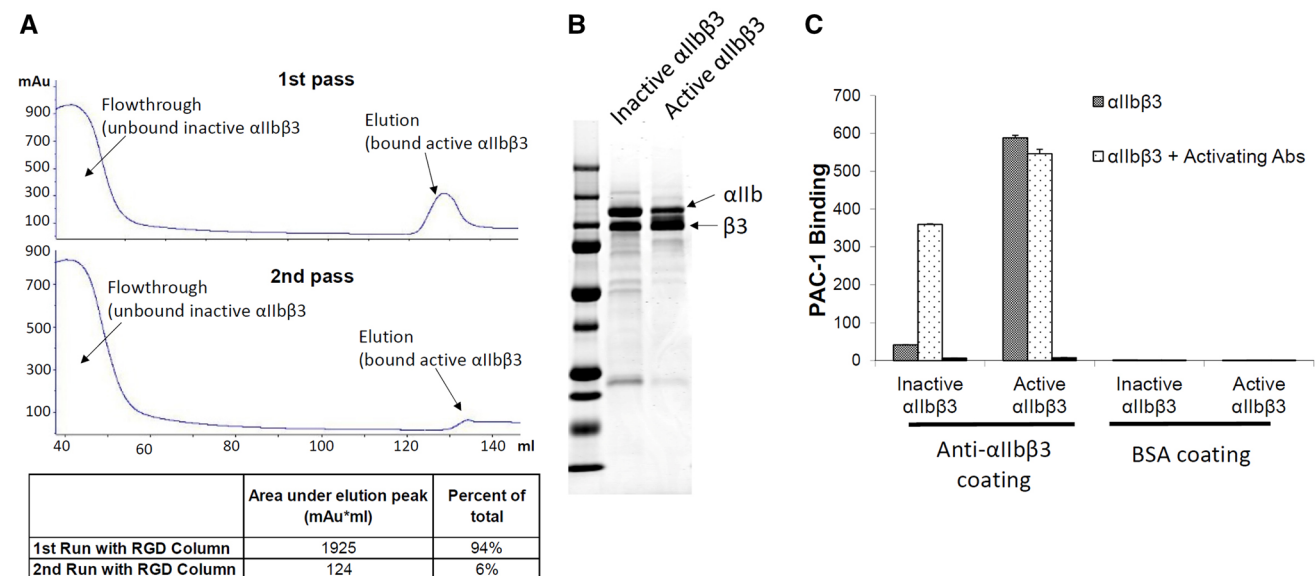 A
mAu
1st pass
900
700
500
300
100
Flowthrough
(unbound inactive αIIbβ3
Elution
(bound active αIIbβ3
900
700
500
300
100
2nd pass
Flowthrough
(unbound inactive αIIbβ3
Elution
(bound active αIIbβ3
40 60 80 100 120 140 ml
Area under elution peak
(mAu*ml)
Percent of
total
1st Run with RGD Column 1925 94%
2nd Run with RGD Column 124 6%
B
Inactive αIIbβ3
Active αIIbβ3
αIIb
β3
C
PAC-1 Binding
700
600
500
400
300
200
100
0
αIIbβ3
αIIbβ3 + Activating Abs
Inactive
αIIbβ3
Active
αIIbβ3
Inactive
αIIbβ3
Active
αIIbβ3
Anti-αIIbβ3
coating
BSA coating